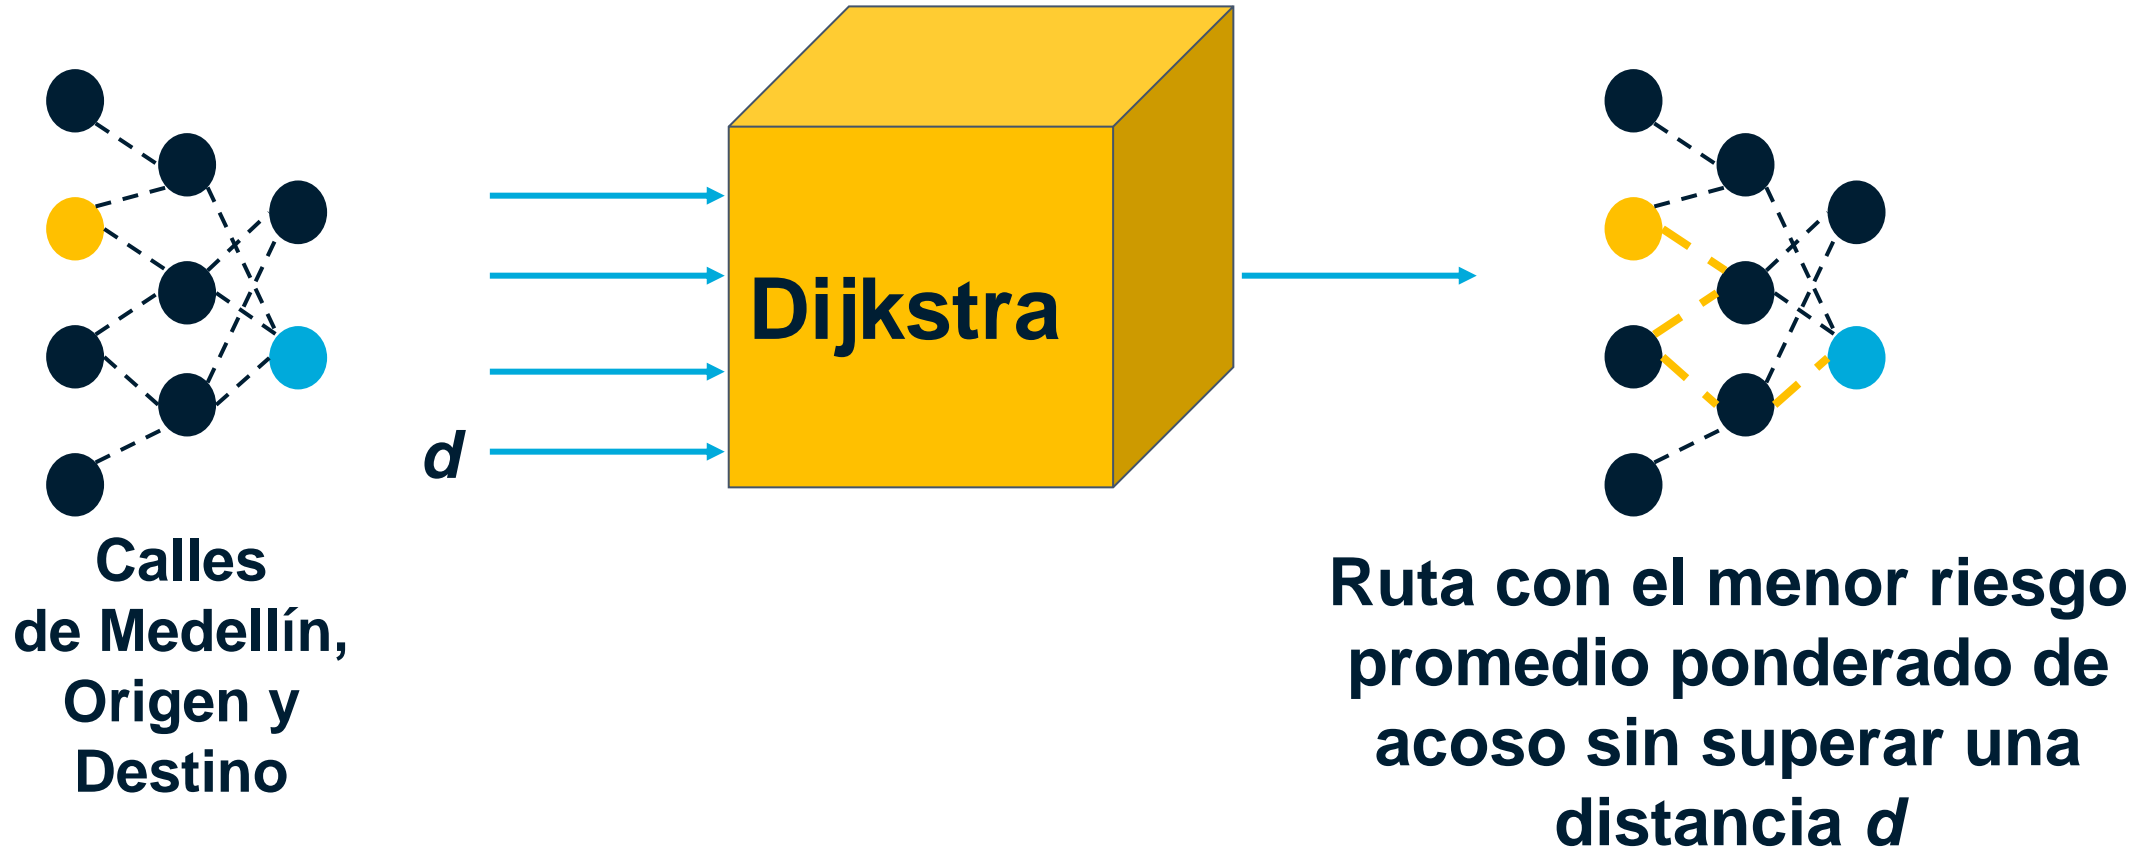 Dijkstra
d
Calles
de Medellín,
Origen y
Destino
Ruta con el menor riesgo
promedio ponderado de
acoso sin superar una
distancia d